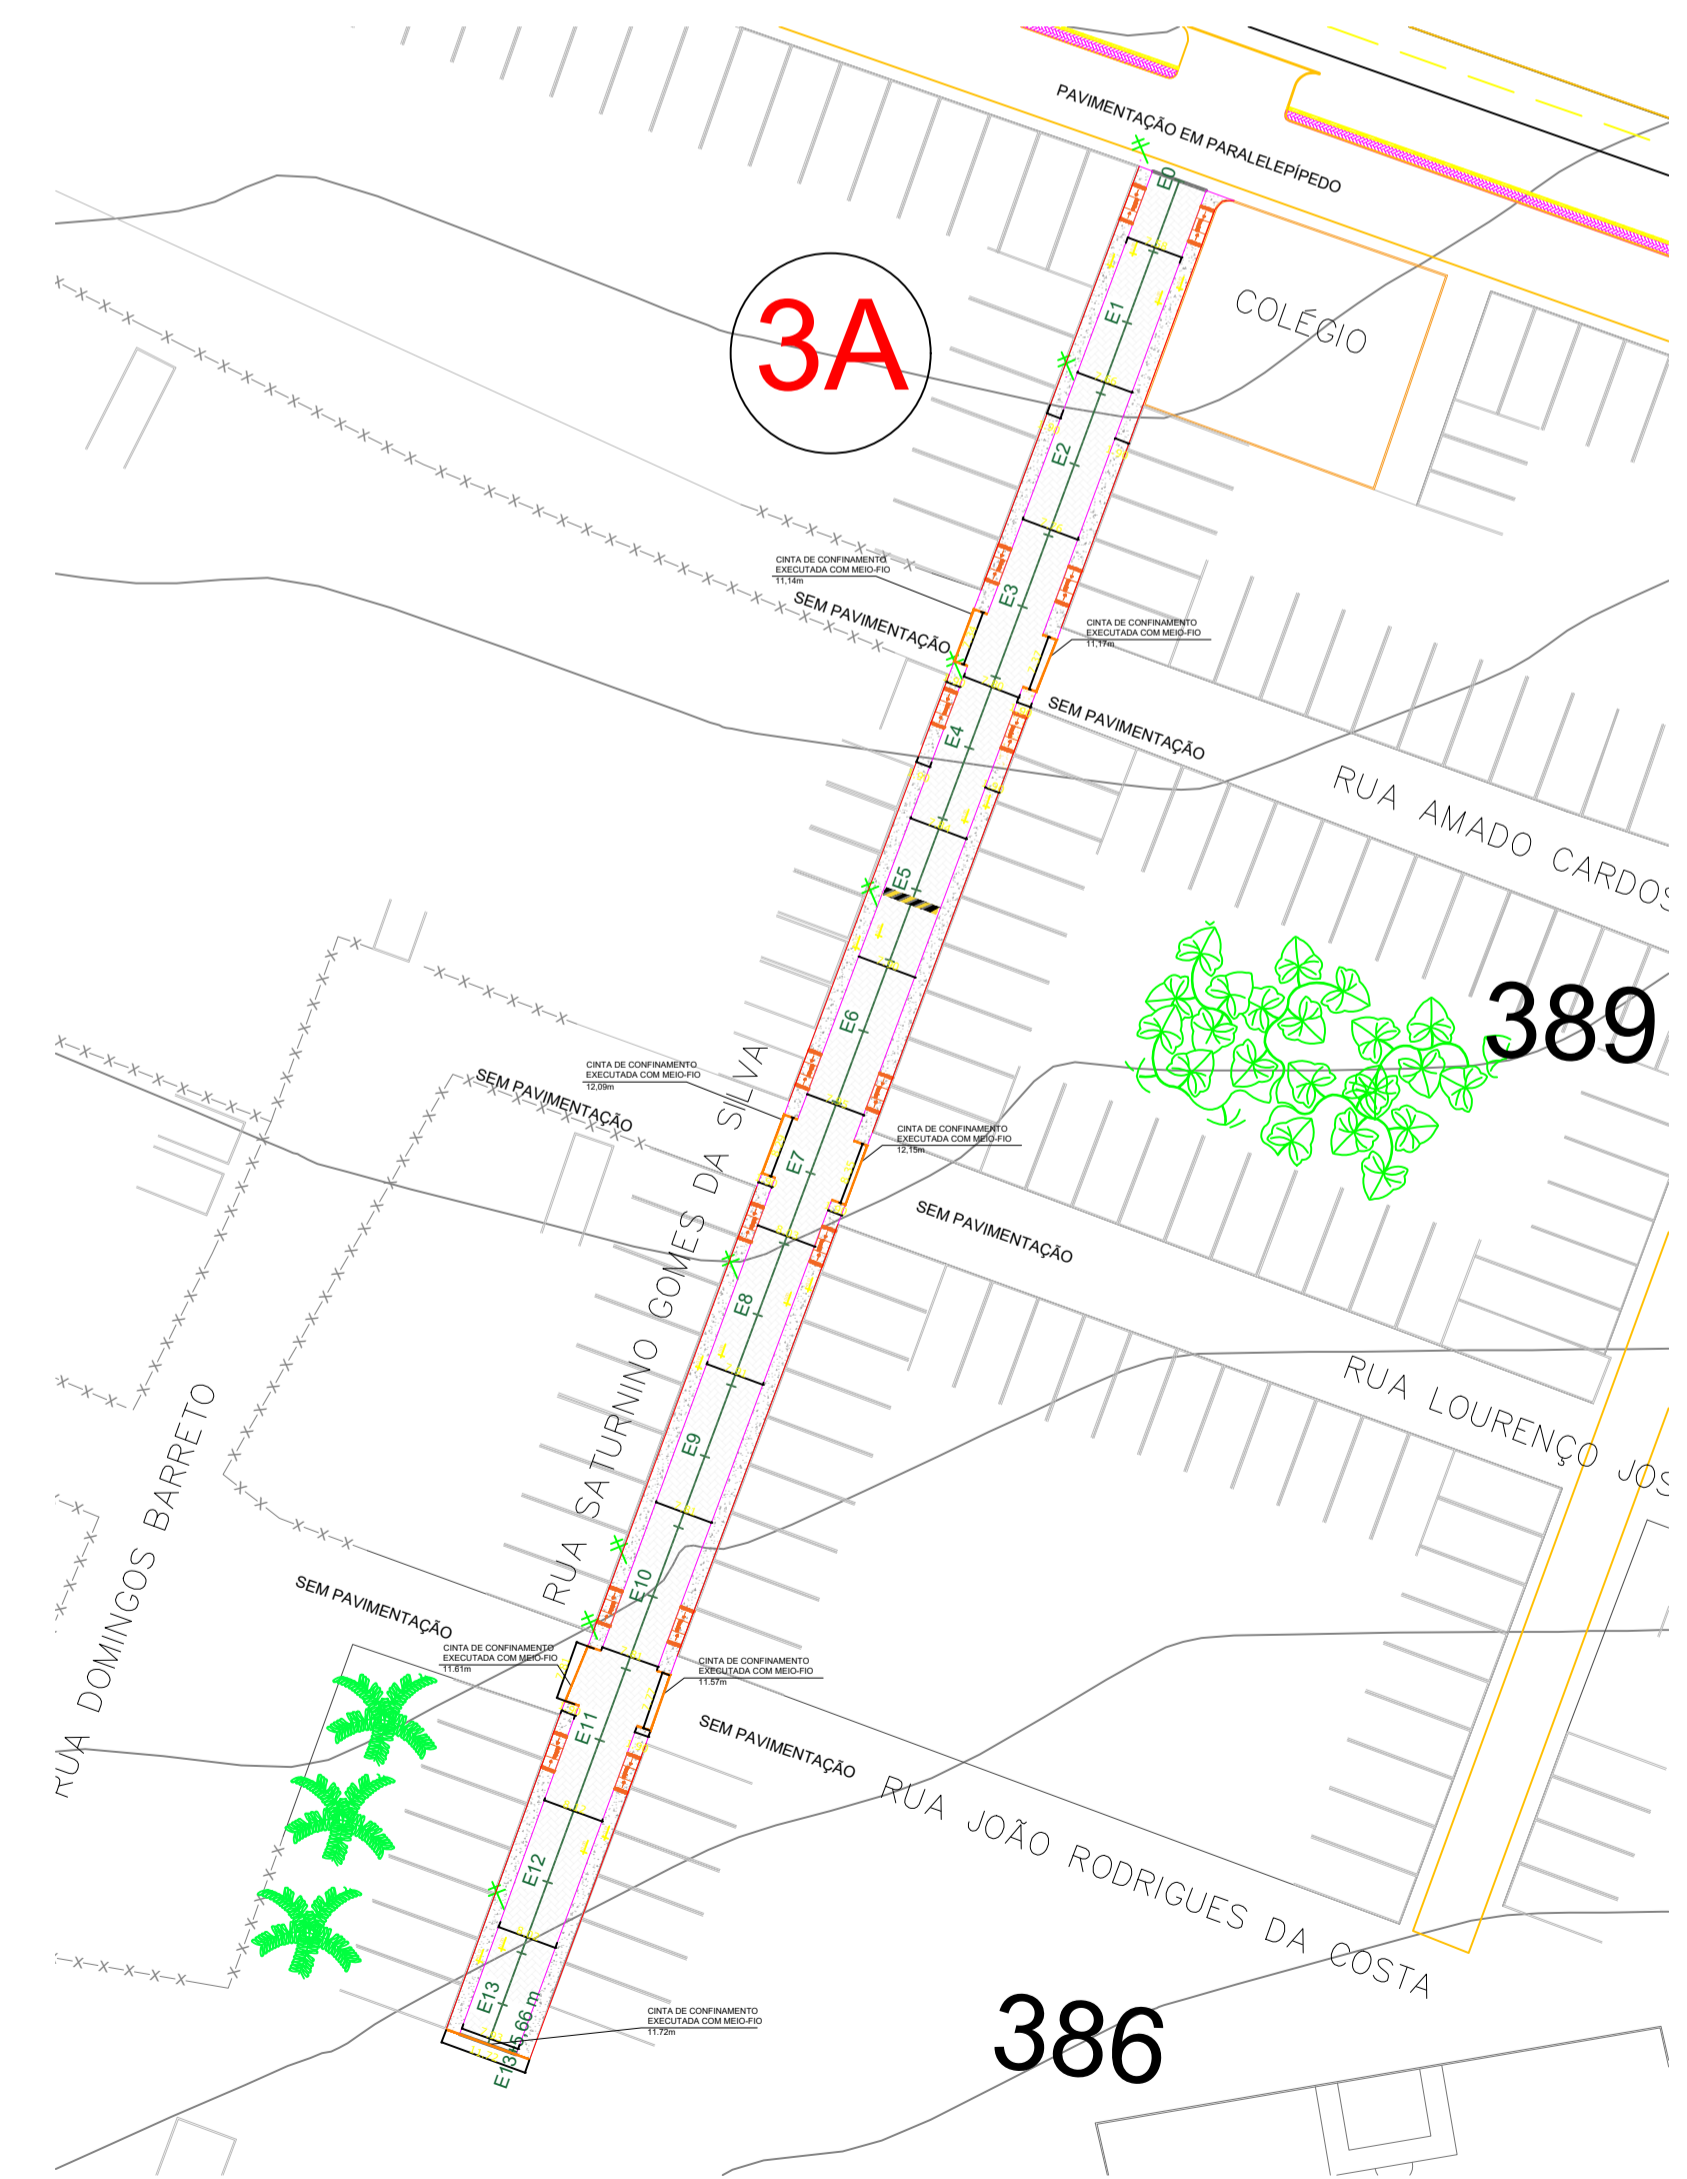 PAVIMENTAÇÃO EM PARALELEPÍPEDO
E0
COLÉGIO
E1
3A
E2
E3
CINTA DE CONFINAMENTO
EXECUTADA COM MEIO-FIO
11,14m
SEM PAVIMENTAÇÃO
CINTA DE CONFINAMENTO
EXECUTADA COM MEIO-FIO
11,17m
SEM PAVIMENTAÇÃO
E4
RUA AMADO CARDOS
E5
389
E6
CINTA DE CONFINAMENTO
EXECUTADA COM MEIO-FIO
12,09m
SEM PAVIMENTAÇÃO
CINTA DE CONFINAMENTO
EXECUTADA COM MEIO-FIO
12,15m
E7
SEM PAVIMENTAÇÃO
RUA SATURNINO GOMES DA SILVA
E8
RUA LOURENÇO JOS
E9
RUA DOMINGOS BARRETO
E10
SEM PAVIMENTAÇÃO
CINTA DE CONFINAMENTO
EXECUTADA COM MEIO-FIO
11.61m
CINTA DE CONFINAMENTO
EXECUTADA COM MEIO-FIO
11.57m
E11
SEM PAVIMENTAÇÃO
RUA JOÃO RODRIGUES DA COSTA
E12
E13
CINTA DE CONFINAMENTO
EXECUTADA COM MEIO-FIO
11.72m
386